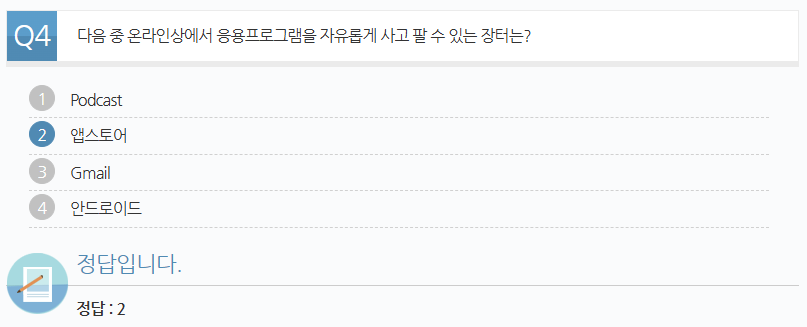 Q4 다음 중 온라인상에서 응용프로그램을 자유롭게 사고 팔 수 있는 장터는?
1 Podcast
2 앱스토어
3 Gmail
4 안드로이드
정답입니다.
정답 : 2